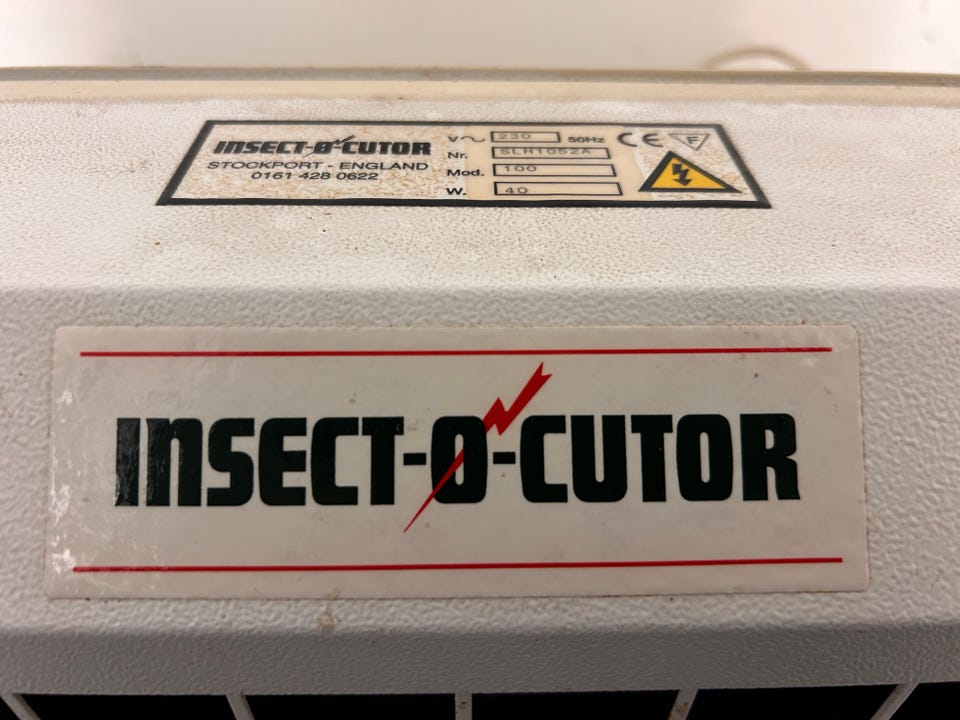 INSECT-O-CUTOR
STOCKPORT - ENGLAND
0161 428 0622
V~ 230 50Hz
Nr. SLH1052A
Mod. 100
W. 40
CE F
INSECT-O-CUTOR